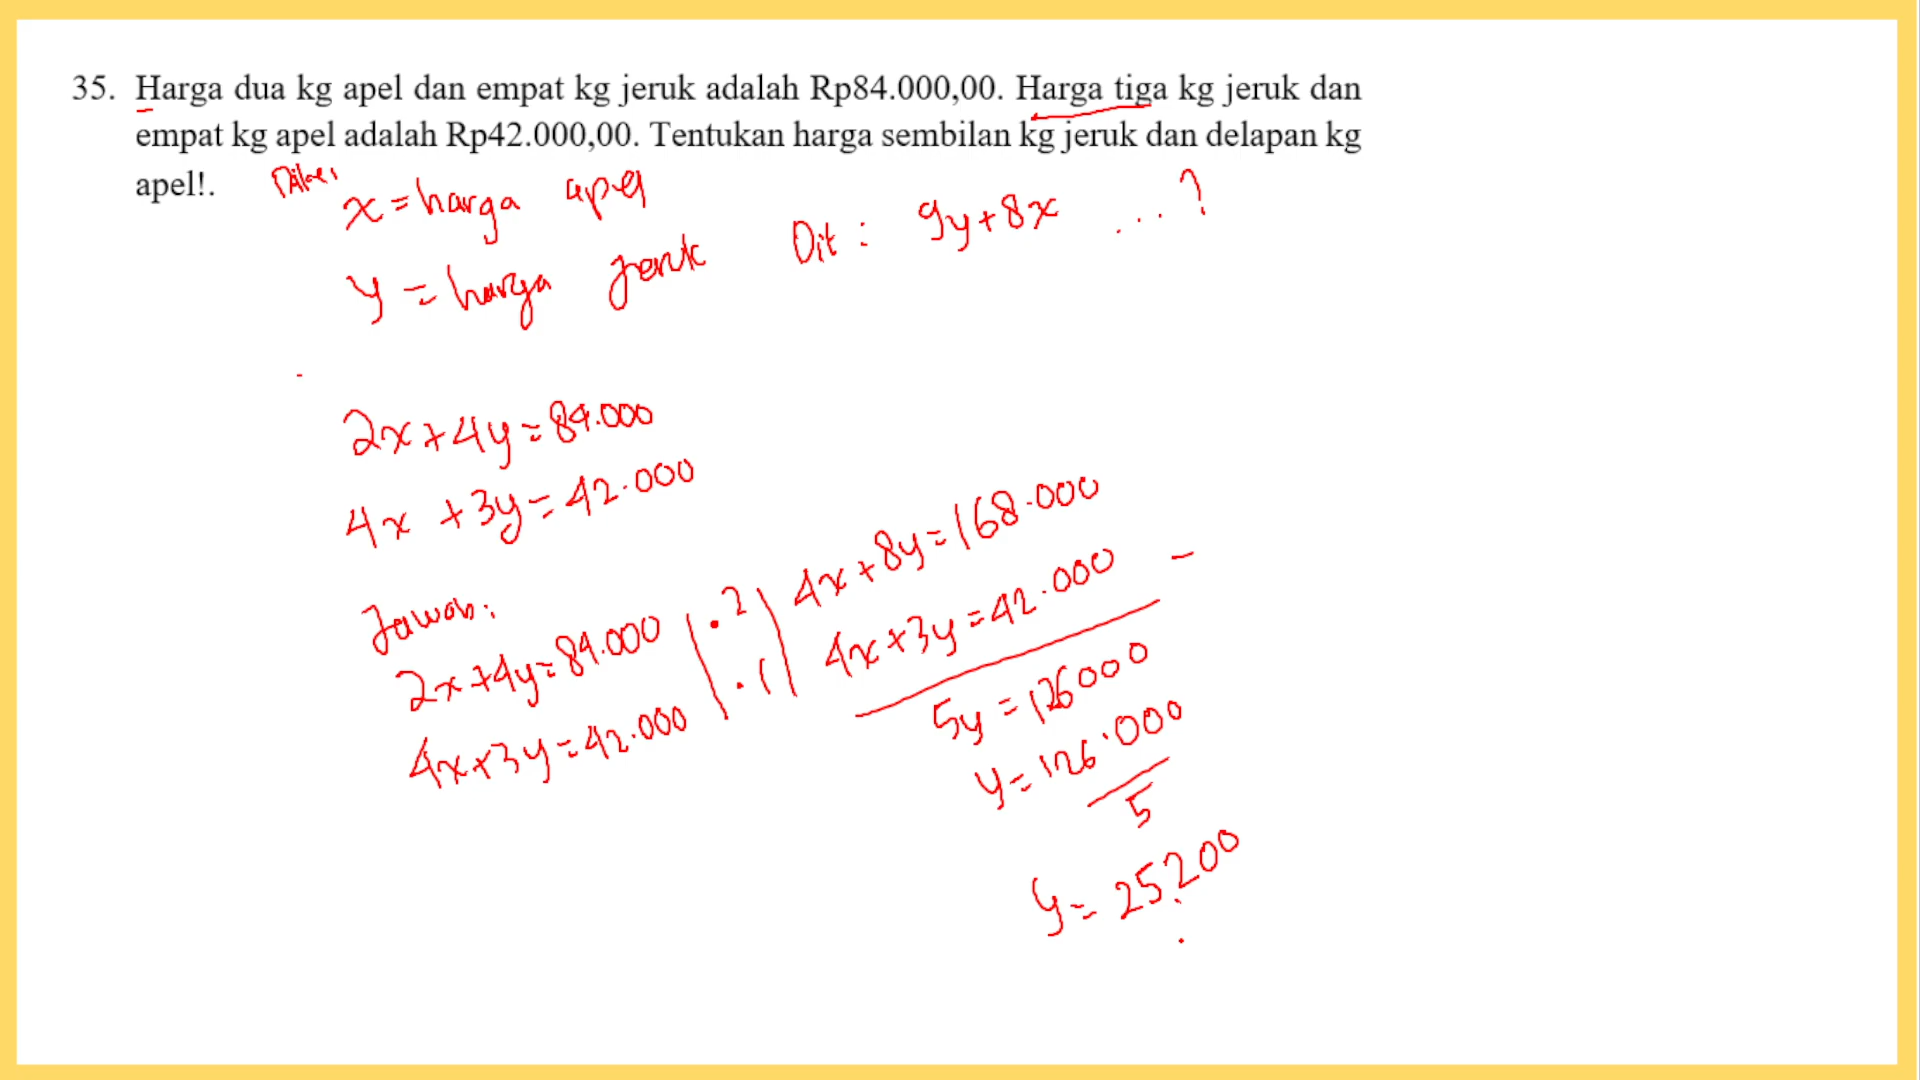 35. Harga dua kg apel dan empat kg jeruk adalah Rp84.000,00. Harga tiga kg jeruk dan
empat kg apel adalah Rp42.000,00. Tentukan harga sembilan kg jeruk dan delapan kg
apel!.
x = harga apel
y = harga jeruk
Dit : 9y + 8x ... ?
2x + 4y = 84.000
4x + 3y = 42.000
Jawab :
2x + 4y = 84.000 | . 2 | 4x + 8y = 168.000
4x + 3y = 42.000 | . 1 | 4x + 3y = 42.000 -
5y = 126000
y = 126.000
5
y = 25.200